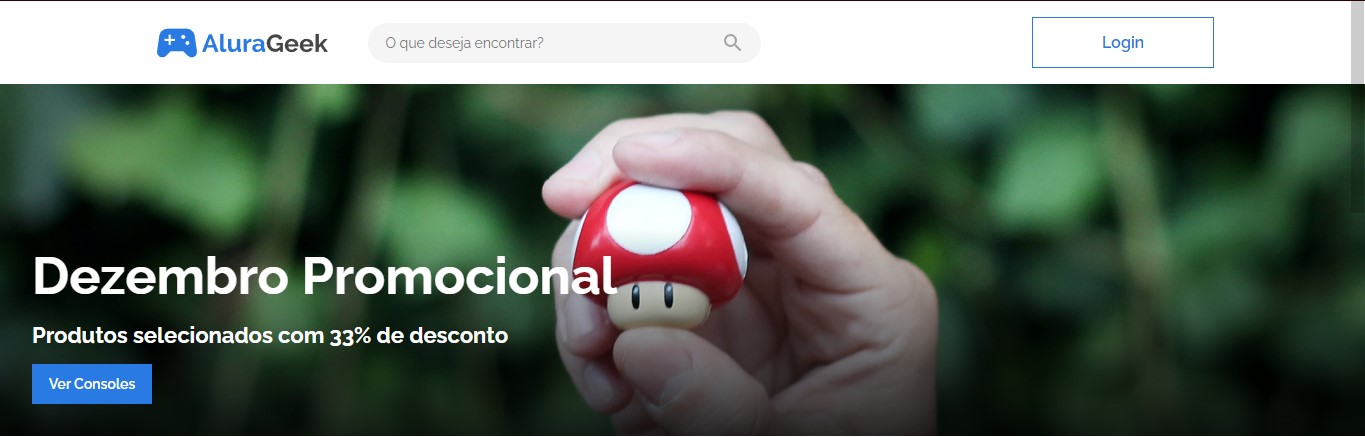 AluraGeek
O que deseja encontrar?
Login
Dezembro Promocional
Produtos selecionados com 33% de desconto
Ver Consoles